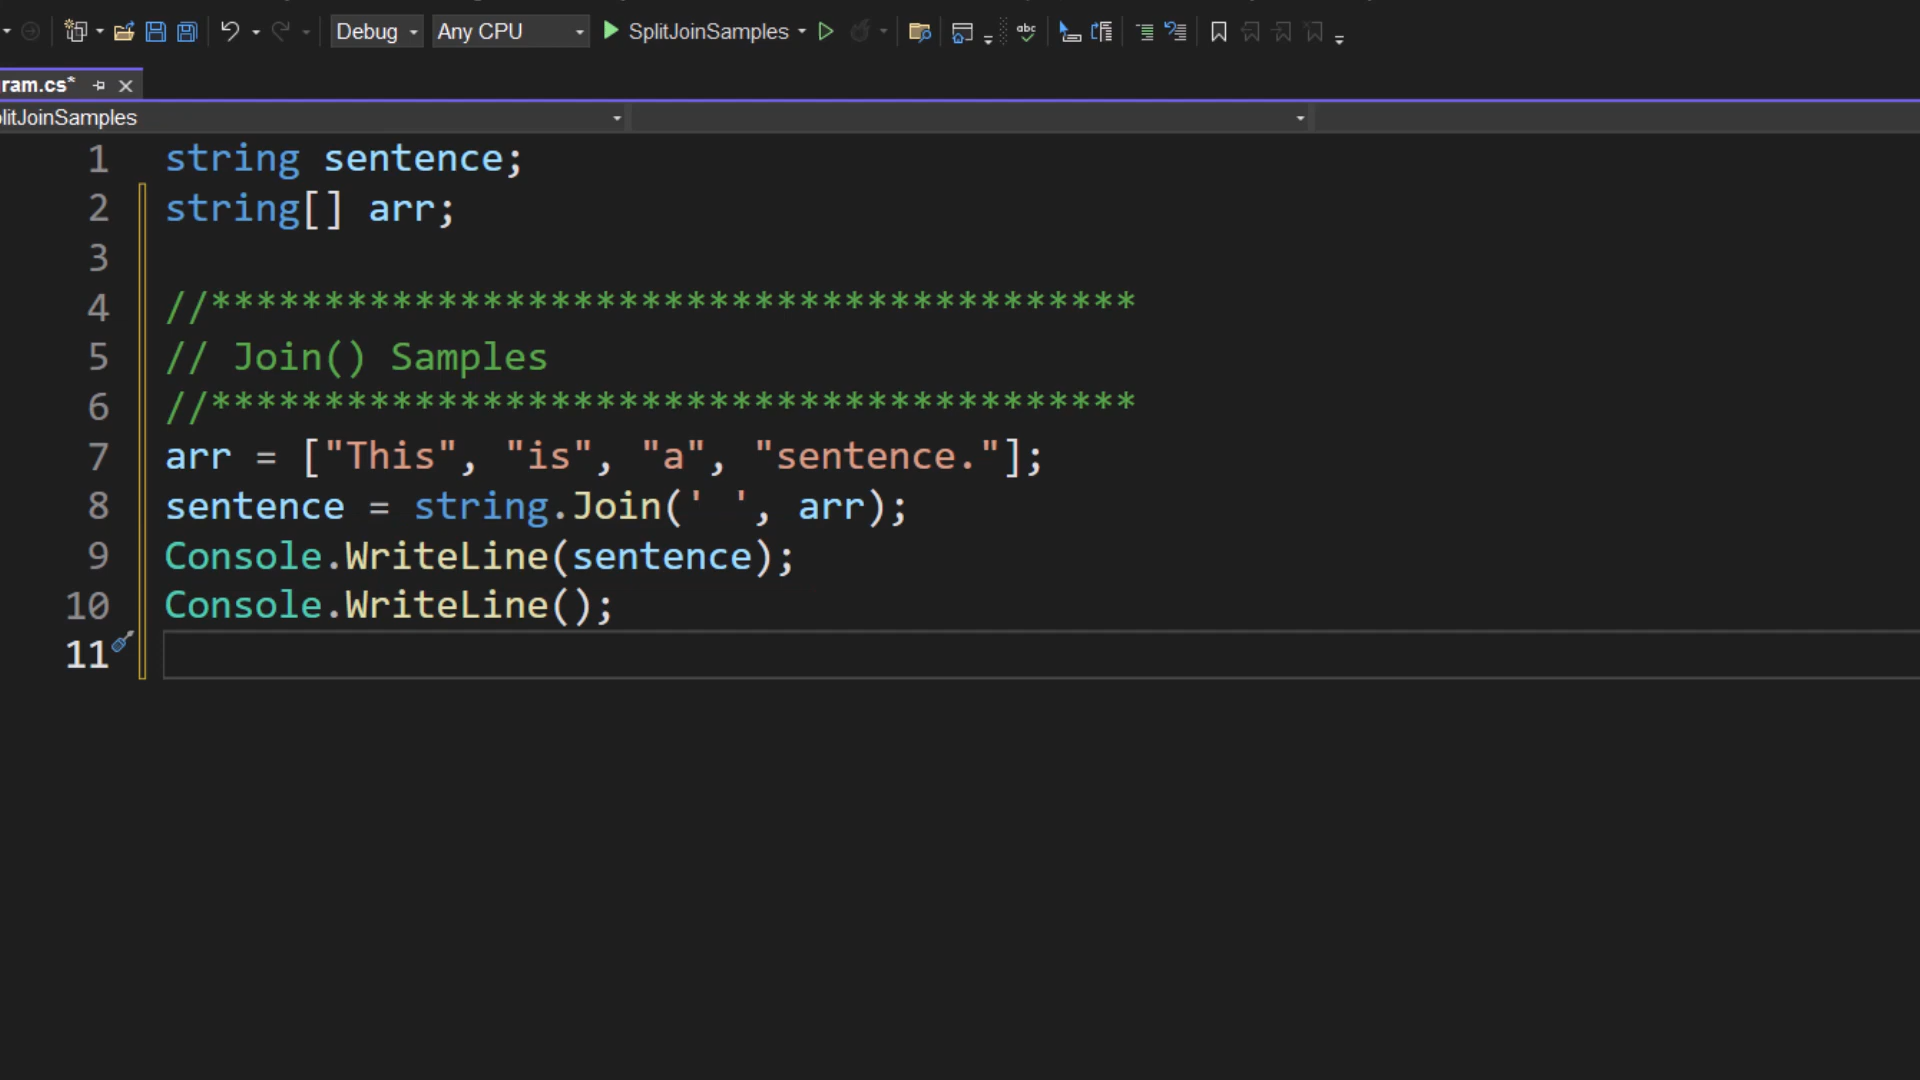 Debug Any CPU SplitJoinSamples abc
ram.cs*
litJoinSamples
1 string sentence;
2 string[] arr;
3
4 //*****************************************
5 // Join() Samples
6 //*****************************************
7 arr = ["This", "is", "a", "sentence."];
8 sentence = string.Join(' ', arr);
9 Console.WriteLine(sentence);
10 Console.WriteLine();
11